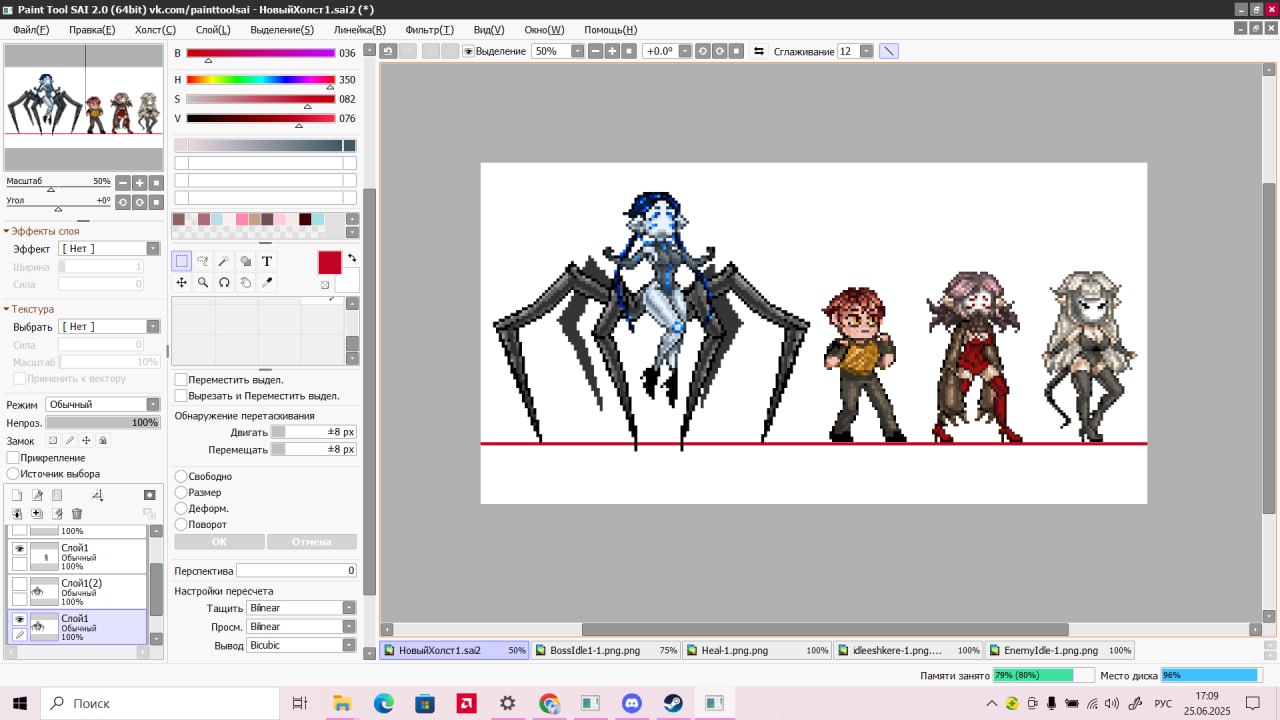 Paint Tool SAI 2.0 (64bit) vk.com/painttoolsai - НовыйХолст1.sai2 (*)
Файл(F) Правка(E) Холст(C) Слой(L) Выделение(S) Линейка(R) Фильтр(T) Вид(V) Окно(W) Помощь(H)
Выделение 50% +0.0° Сглаживание 12
B 036
H 350
S 082
V 076
Масштаб 50%
Угол +0°
Эффекты слоя
Эффект [ Нет ]
Ширина 1
Сила 0
Текстура
Выбрать [ Нет ]
Сила 0
Масштаб 10%
Применить к вектору
Режим Обычный
Непроз. 100%
Замок
Прикрепление
Источник выбора
100%
Слой1
Обычный
100%
Слой1(2)
Обычный
100%
Слой1
Обычный
100%
T
Переместить выдел.
Вырезать и Переместить выдел.
Обнаружение перетаскивания
Двигать ±8 px
Перемещать ±8 px
Свободно
Размер
Деформ.
Поворот
OK Отмена
Перспектива 0
Настройки пересчета
Тащить Bilinear
Просм. Bilinear
Вывод Bicubic
НовыйХолст1.sai2 50% BossIdle1-1.png.png 75% Heal-1.png.png 100% idleeshkere-1.png.... 100% EnemyIdle-1.png.png 100%
Памяти занято 79% (80%) Место диска 96%
Поиск
РУС
17:09
25.06.2025